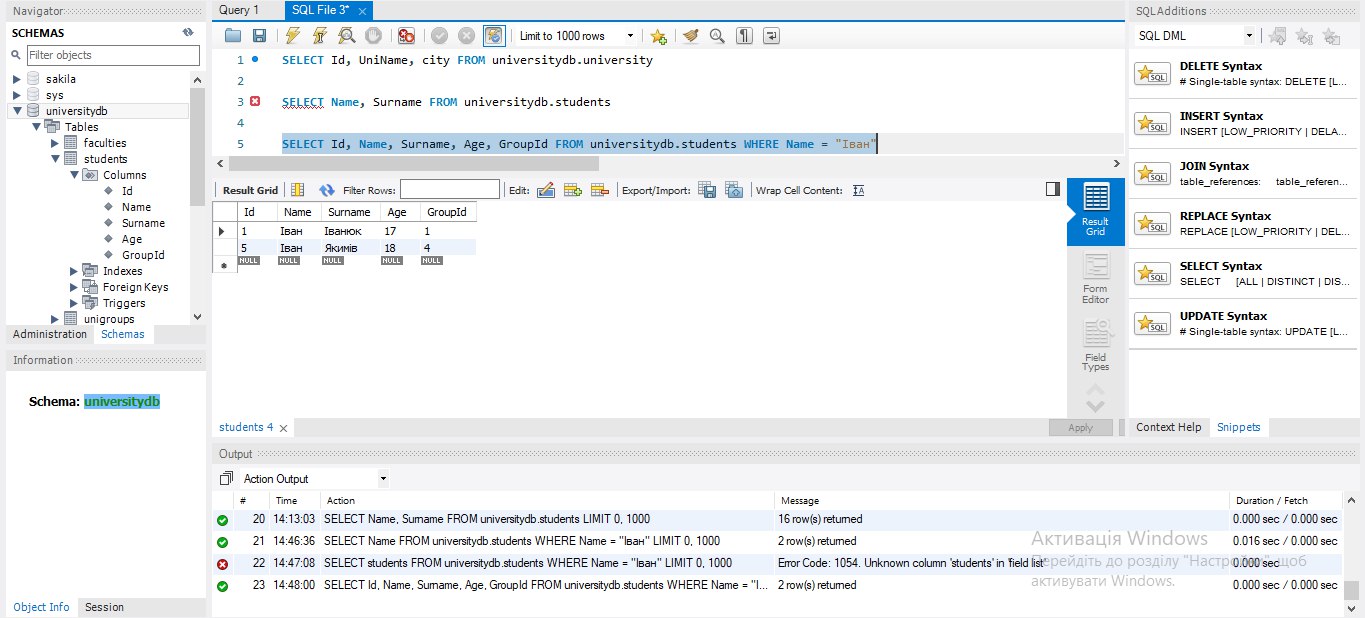 Navigator
SCHEMAS
Filter objects
sakila
sys
universitydb
Tables
faculties
students
Columns
Id
Name
Surname
Age
GroupId
Indexes
Foreign Keys
Triggers
unigroups
Administration Schemas
Information
Schema: universitydb
Object Info Session
Query 1 SQL File 3*
Limit to 1000 rows
1 SELECT Id, UniName, city FROM universitydb.university
2
3 SELECT Name, Surname FROM universitydb.students
4
5 SELECT Id, Name, Surname, Age, GroupId FROM universitydb.students WHERE Name = "Іван"
Result Grid Filter Rows: Edit: Export/Import: Wrap Cell Content:
Id Name Surname Age GroupId
1 Іван Іванюк 17 1
5 Іван Якимів 18 4
NULL NULL NULL NULL NULL
Result Grid
Form Editor
Field Types
students 4
Apply
Output
Action Output
# Time Action Message Duration / Fetch
20 14:13:03 SELECT Name, Surname FROM universitydb.students LIMIT 0, 1000 16 row(s) returned 0.000 sec / 0.000 sec
21 14:46:36 SELECT Name FROM universitydb.students WHERE Name = "Іван" LIMIT 0, 1000 2 row(s) returned 0.016 sec / 0.000 sec
22 14:47:08 SELECT students FROM universitydb.students WHERE Name = "Іван" LIMIT 0, 1000 Error Code: 1054. Unknown column 'students' in 'field list' 0.000 sec
23 14:48:00 SELECT Id, Name, Surname, Age, GroupId FROM universitydb.students WHERE Name = "І... 2 row(s) returned 0.000 sec / 0.000 sec
Активація Windows
Перейдіть до розділу "Настройки", щоб
активувати Windows.
SQLAdditions
SQL DML
DELETE Syntax
# Single-table syntax: DELETE [L...
INSERT Syntax
INSERT [LOW_PRIORITY | DELA...
JOIN Syntax
table_references: table_referen...
REPLACE Syntax
REPLACE [LOW_PRIORITY | DEL...
SELECT Syntax
SELECT [ALL | DISTINCT | DIS...
UPDATE Syntax
# Single-table syntax: UPDATE [L...
Context Help Snippets